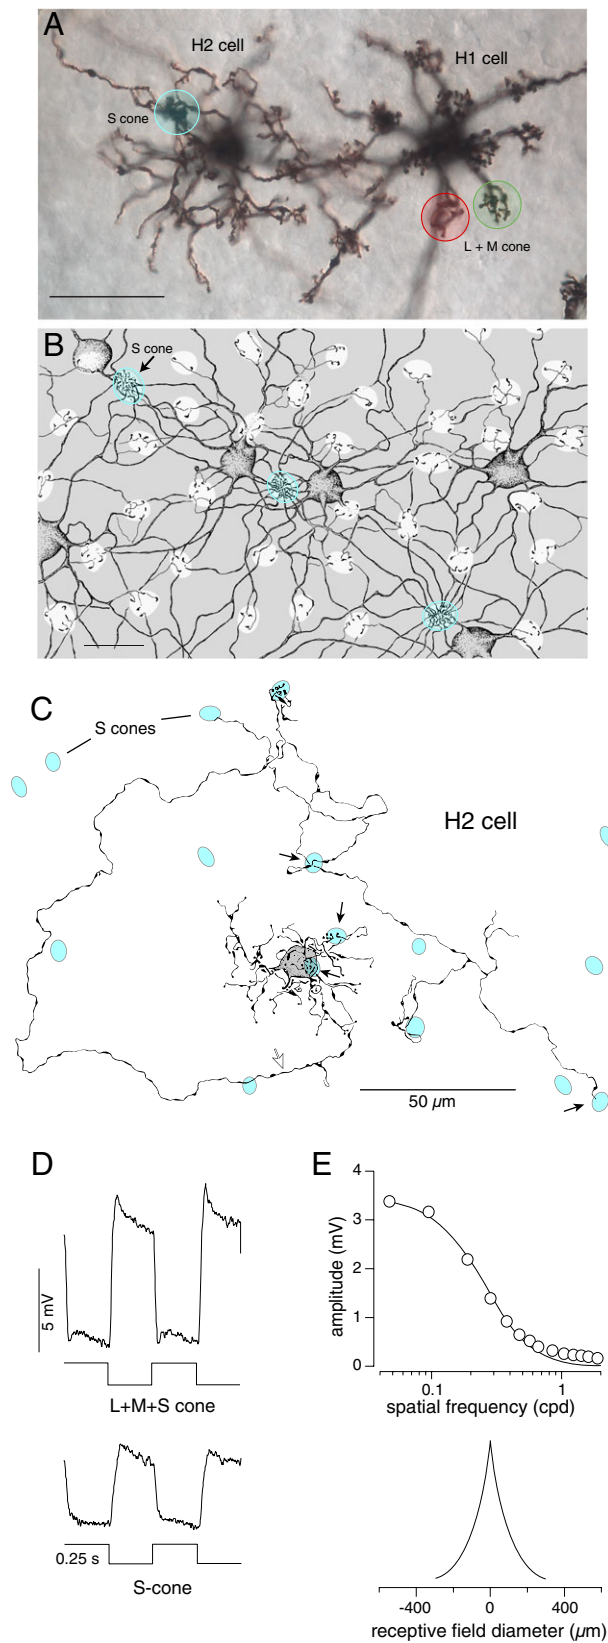 A
H2 cell
H1 cell
S cone
L + M cone
B
S cone
C
S cones
H2 cell
50 µm
D
5 mV
L+M+S cone
0.25 s
S-cone
E
amplitude (mV)
4
3
2
1
0
0.1
1
spatial frequency (cpd)
-400
0
400
receptive field diameter (µm)